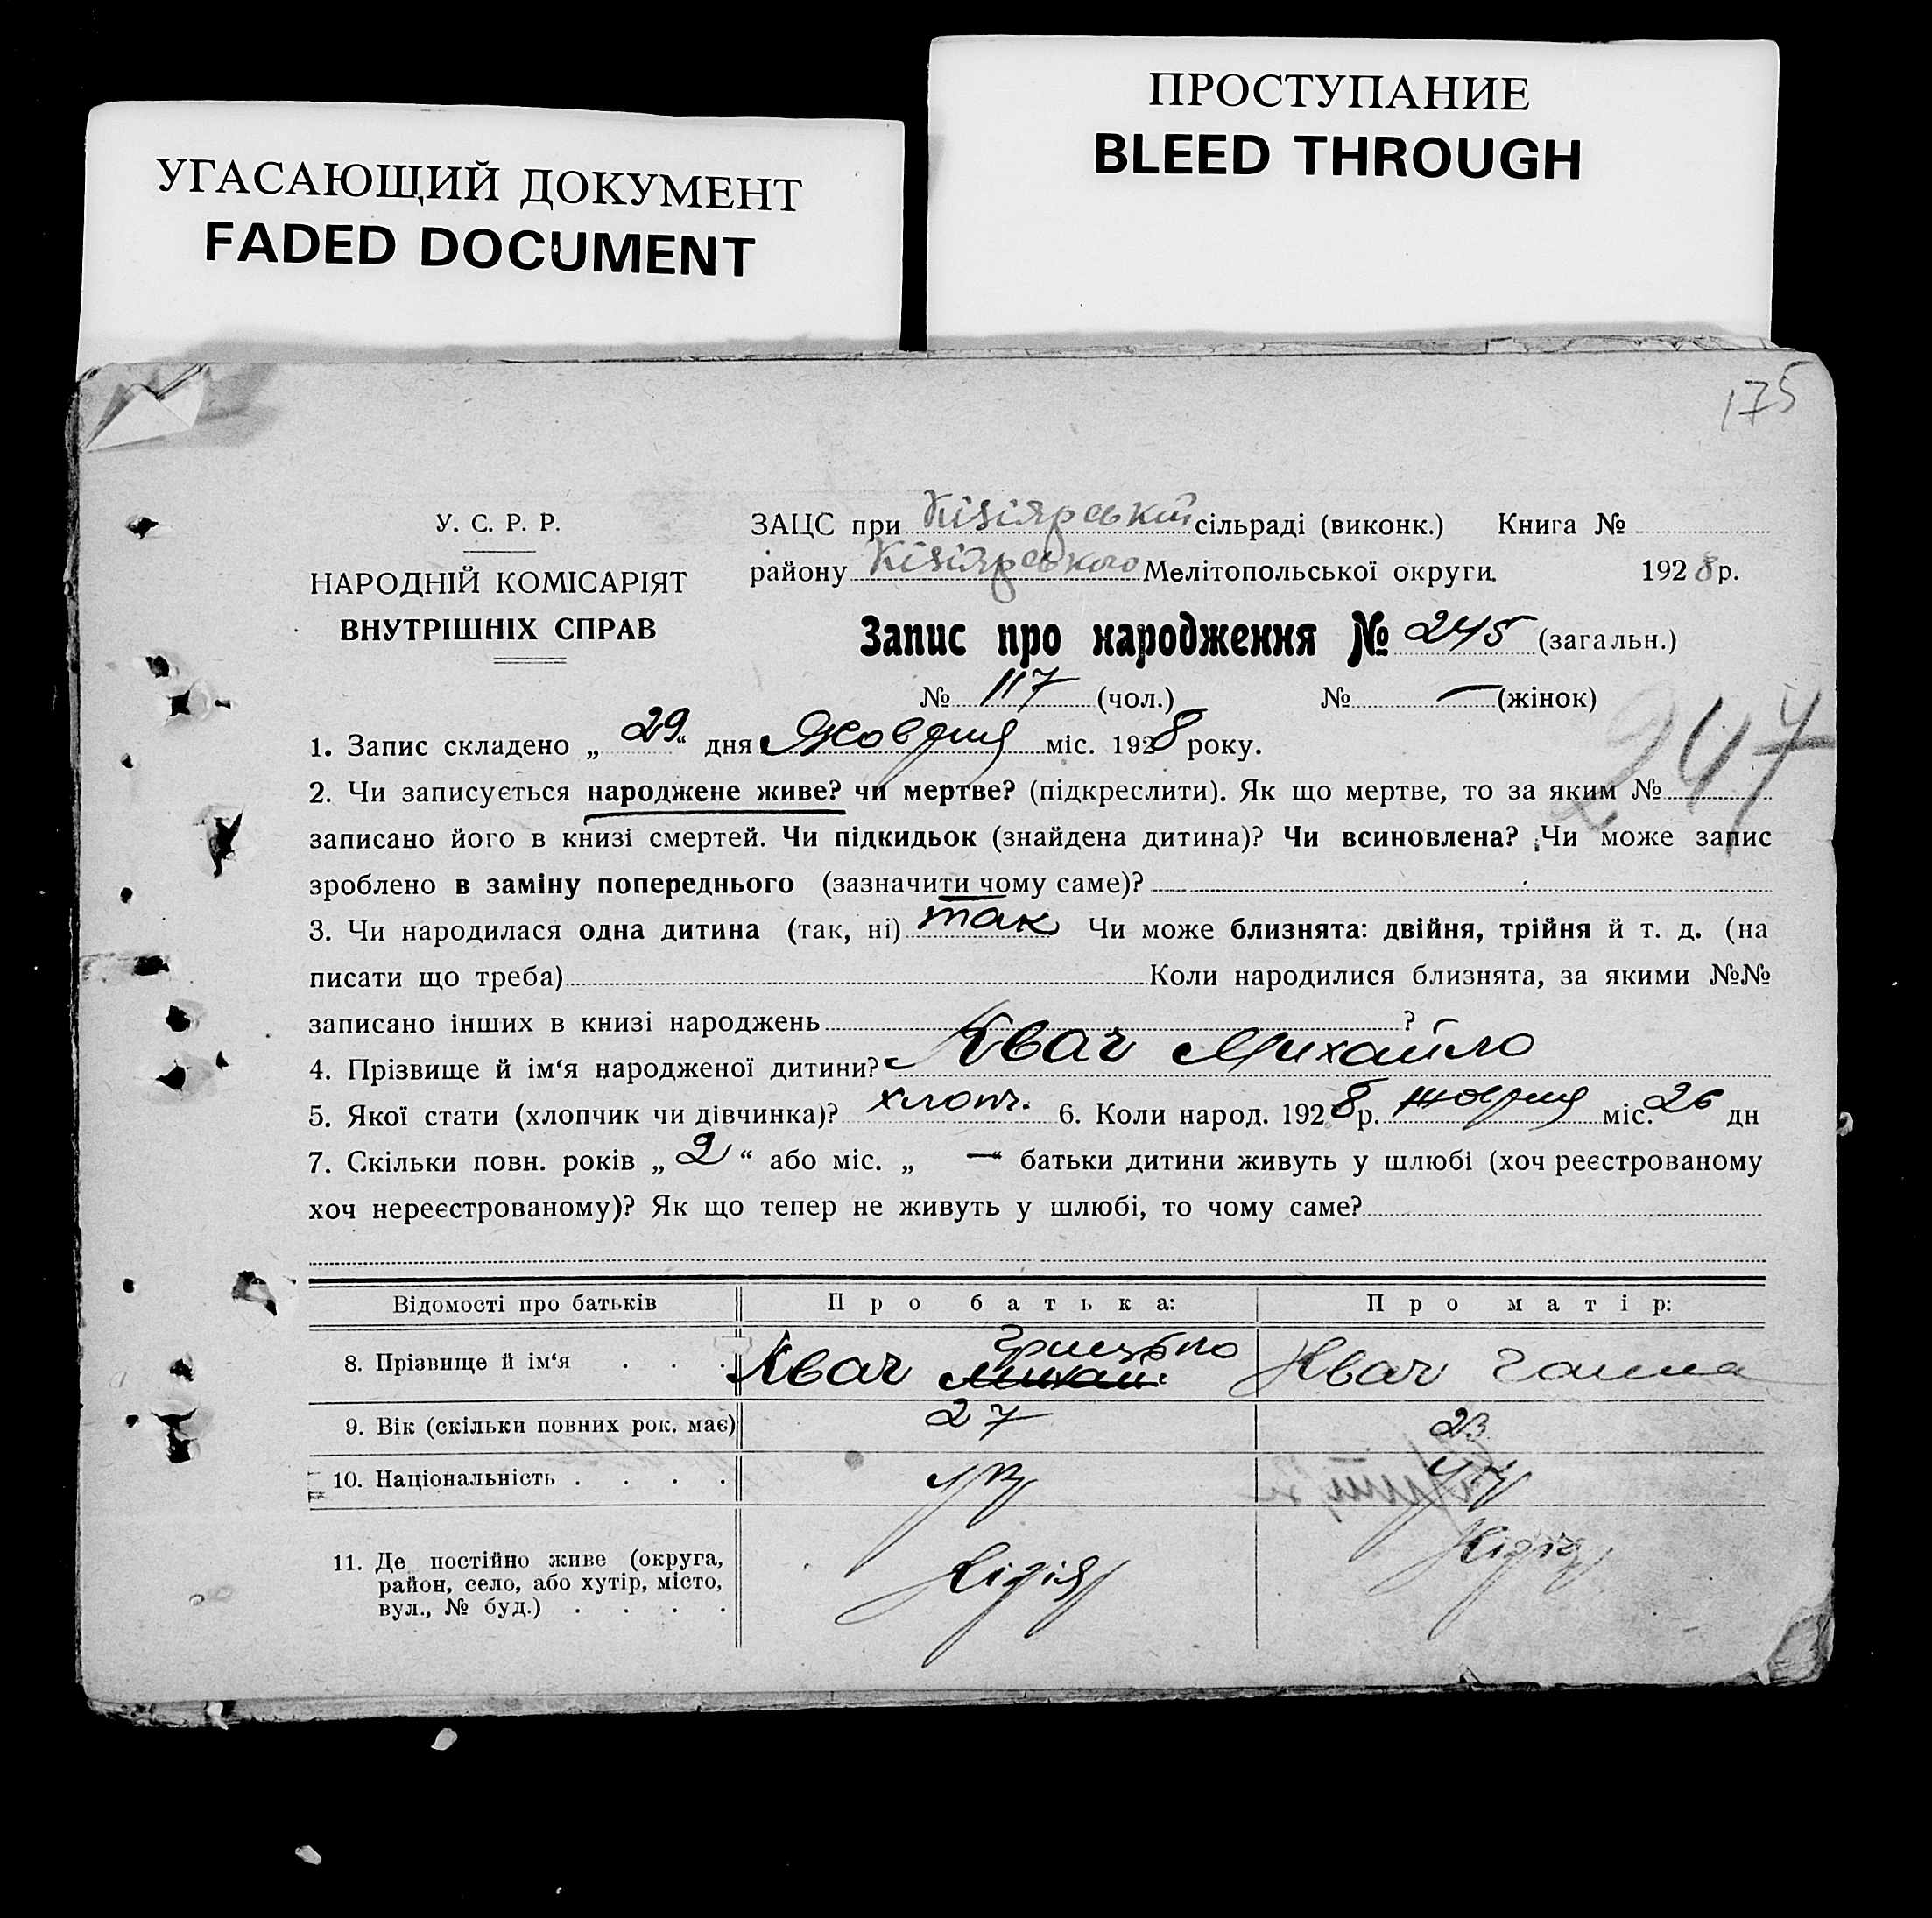 УГАСАЮЩИЙ ДОКУМЕНТ
FADED DOCUMENT
ПРОСТУПАНИЕ
BLEED THROUGH
175
У. С. Р. Р.
НАРОДНІЙ КОМІСАРІЯТ
ВНУТРІШНІХ СПРАВ
ЗАЦС при Кізіярській сільраді (виконк.) Книга №
району Кізіярського Мелітопольської округи. 1928 р.
Запис про народження № 245 (загальн.)
№ 117 (чол.) № — (жінок)
247
1. Запис складено „29“ дня Жовтня міс. 1928 року.
2. Чи записується народжене живе? чи мертве? (підкреслити). Як що мертве, то за яким №
записано його в книзі смертей. Чи підкидьок (знайдена дитина)? Чи всиновлена? Чи може запис
зроблено в заміну попереднього (зазначити чому саме)?
3. Чи народилася одна дитина (так, ні) так Чи може близнята: двійня, трійня й т. д. (на
писати що треба) Коли народилися близнята, за якими №№
записано інших в книзі народжень ?
4. Прізвище й ім‘я народженої дитини? Квач Михайло
5. Якої стати (хлопчик чи дівчинка)? хлопч. 6. Коли народ. 1928 р. жовтня міс. 26 дн
7. Скільки повн. років „2“ або міс. „—“ батьки дитини живуть у шлюбі (хоч реєстрованому
хоч нереєстрованому)? Як що тепер не живуть у шлюбі, то чому саме?
Відомості про батьків Про батька: Про матір:
8. Прізвище й ім‘я . . . Квач Квач Ганна
9. Вік (скільки повних рок. має) 27 23
10. Національність . . . . Укр
11. Де постійно живе (округа,
район, село, або хутір, місто,
вул., № буд.) . . . .
Кізіяр Кізіяр